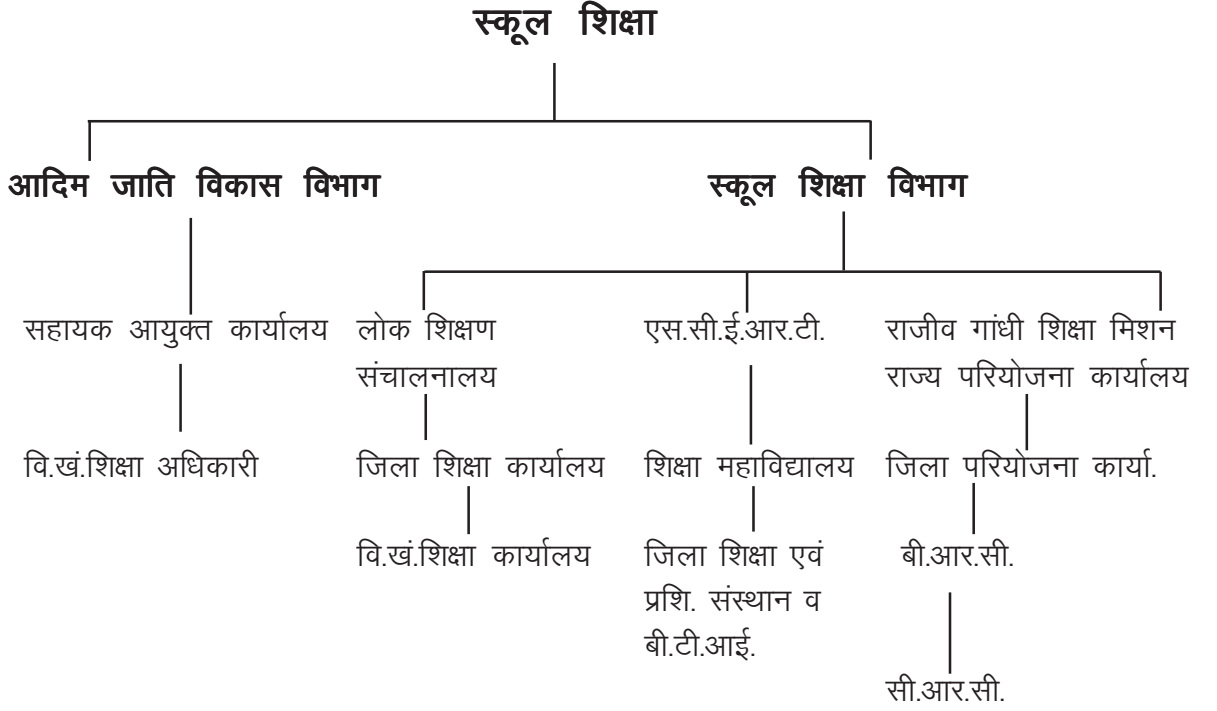 स्कूल शिक्षा
आदिम जाति विकास विभाग
स्कूल शिक्षा विभाग
सहायक आयुक्त कार्यालय
वि.खं.शिक्षा अधिकारी
लोक शिक्षण
संचालनालय
जिला शिक्षा कार्यालय
वि.खं.शिक्षा कार्यालय
एस.सी.ई.आर.टी.
शिक्षा महाविद्यालय
जिला शिक्षा एवं
प्रशि. संस्थान व
बी.टी.आई.
राजीव गांधी शिक्षा मिशन
राज्य परियोजना कार्यालय
जिला परियोजना कार्या.
बी.आर.सी.
सी.आर.सी.